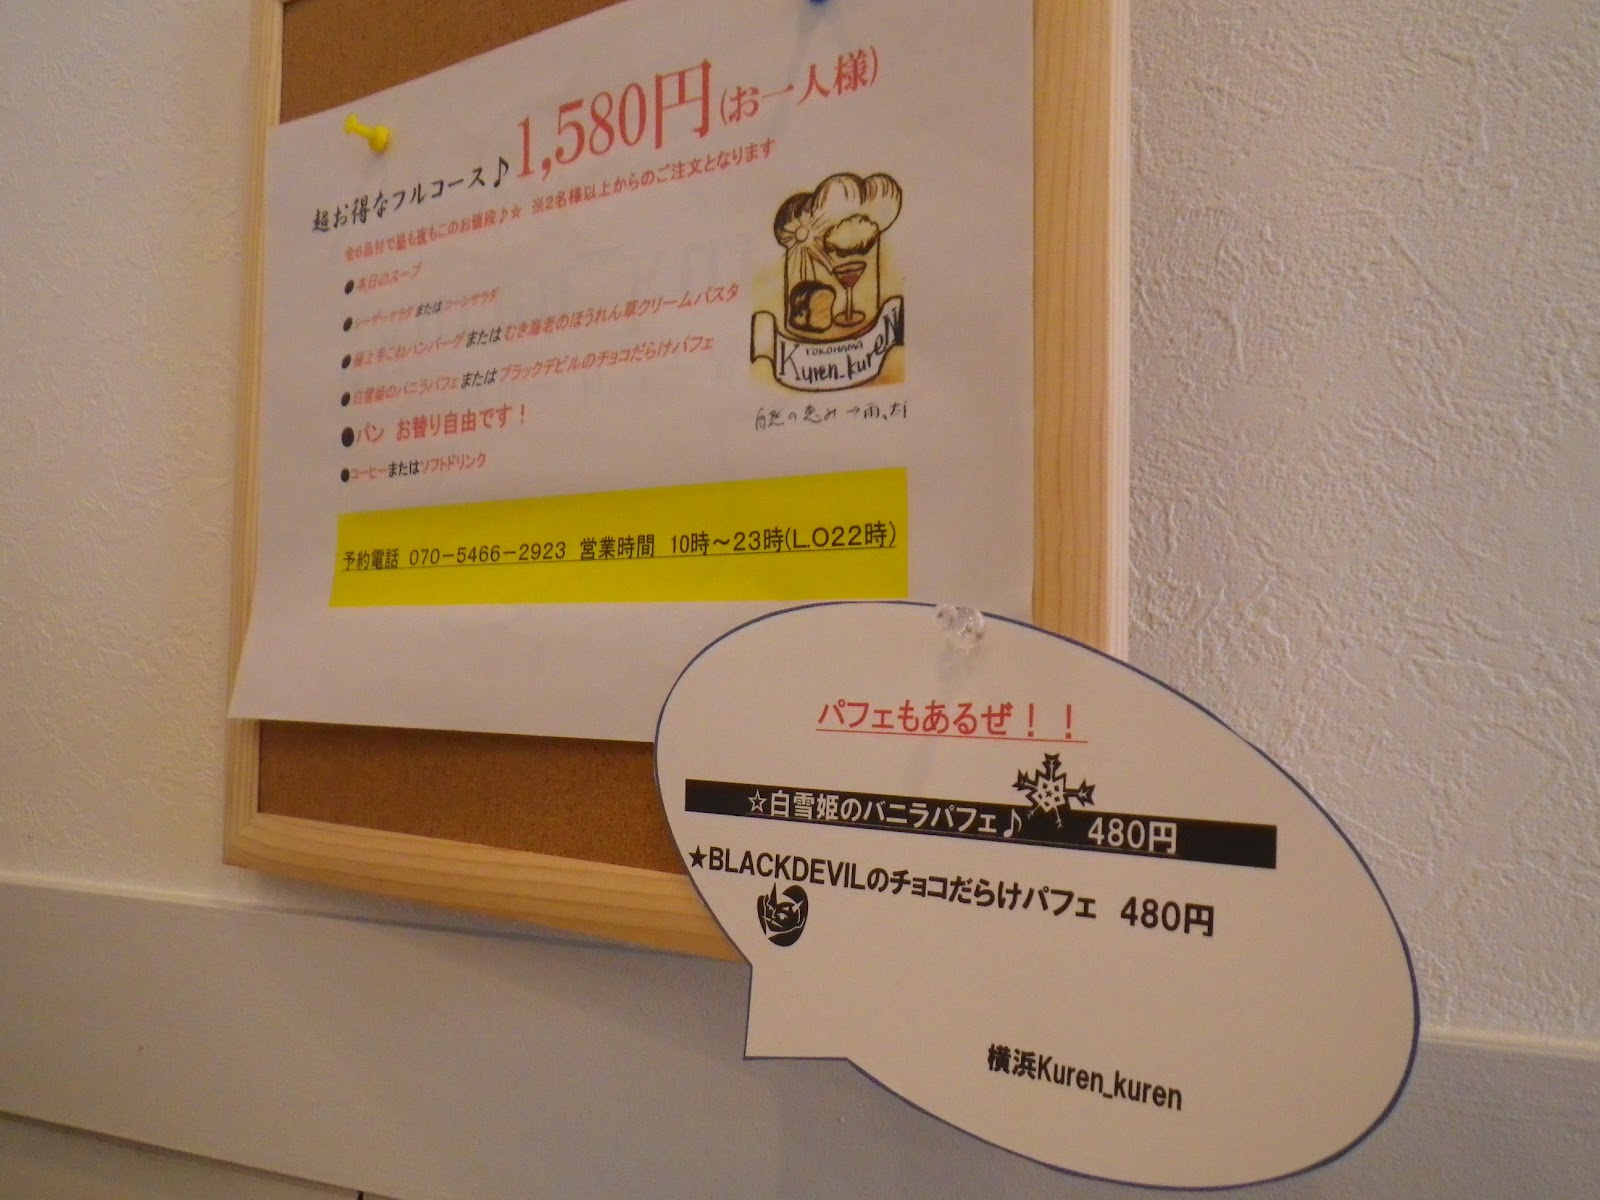 超お得なフルコース♪1,580円(お一人様)
全6品付で最も夜もこのお値段♪☆ ※2名様以上からのご注文となります
●本日のスープ
●シーザーサラダまたはコーンサラダ
●極上手こねハンバーグまたはむき海老のほうれん草クリームパスタ
●白雪姫のバニラパフェまたはブラックデビルのチョコだらけパフェ
●パン お替り自由です！
●コーヒーまたはソフトドリンク
YOKOHAMA
Kuren_kureN
自然の恵み→雨、太
予約電話 070－5466－2923 営業時間 10時～23時(L.O22時)
パフェもあるぜ！！
☆白雪姫のバニラパフェ♪ 480円
★BLACKDEVILのチョコだらけパフェ 480円
横浜Kuren_kuren